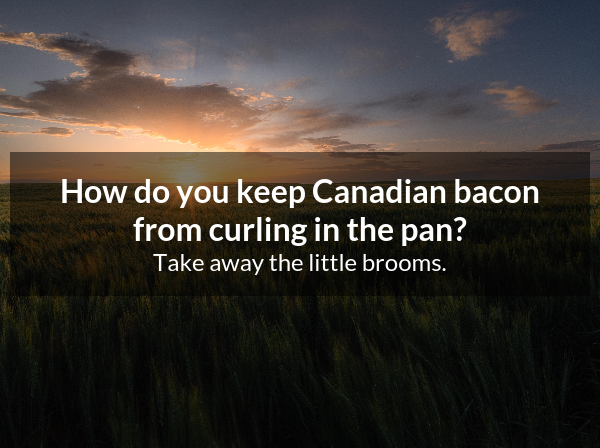 How do you keep Canadian bacon
from curling in the pan?
Take away the little brooms.